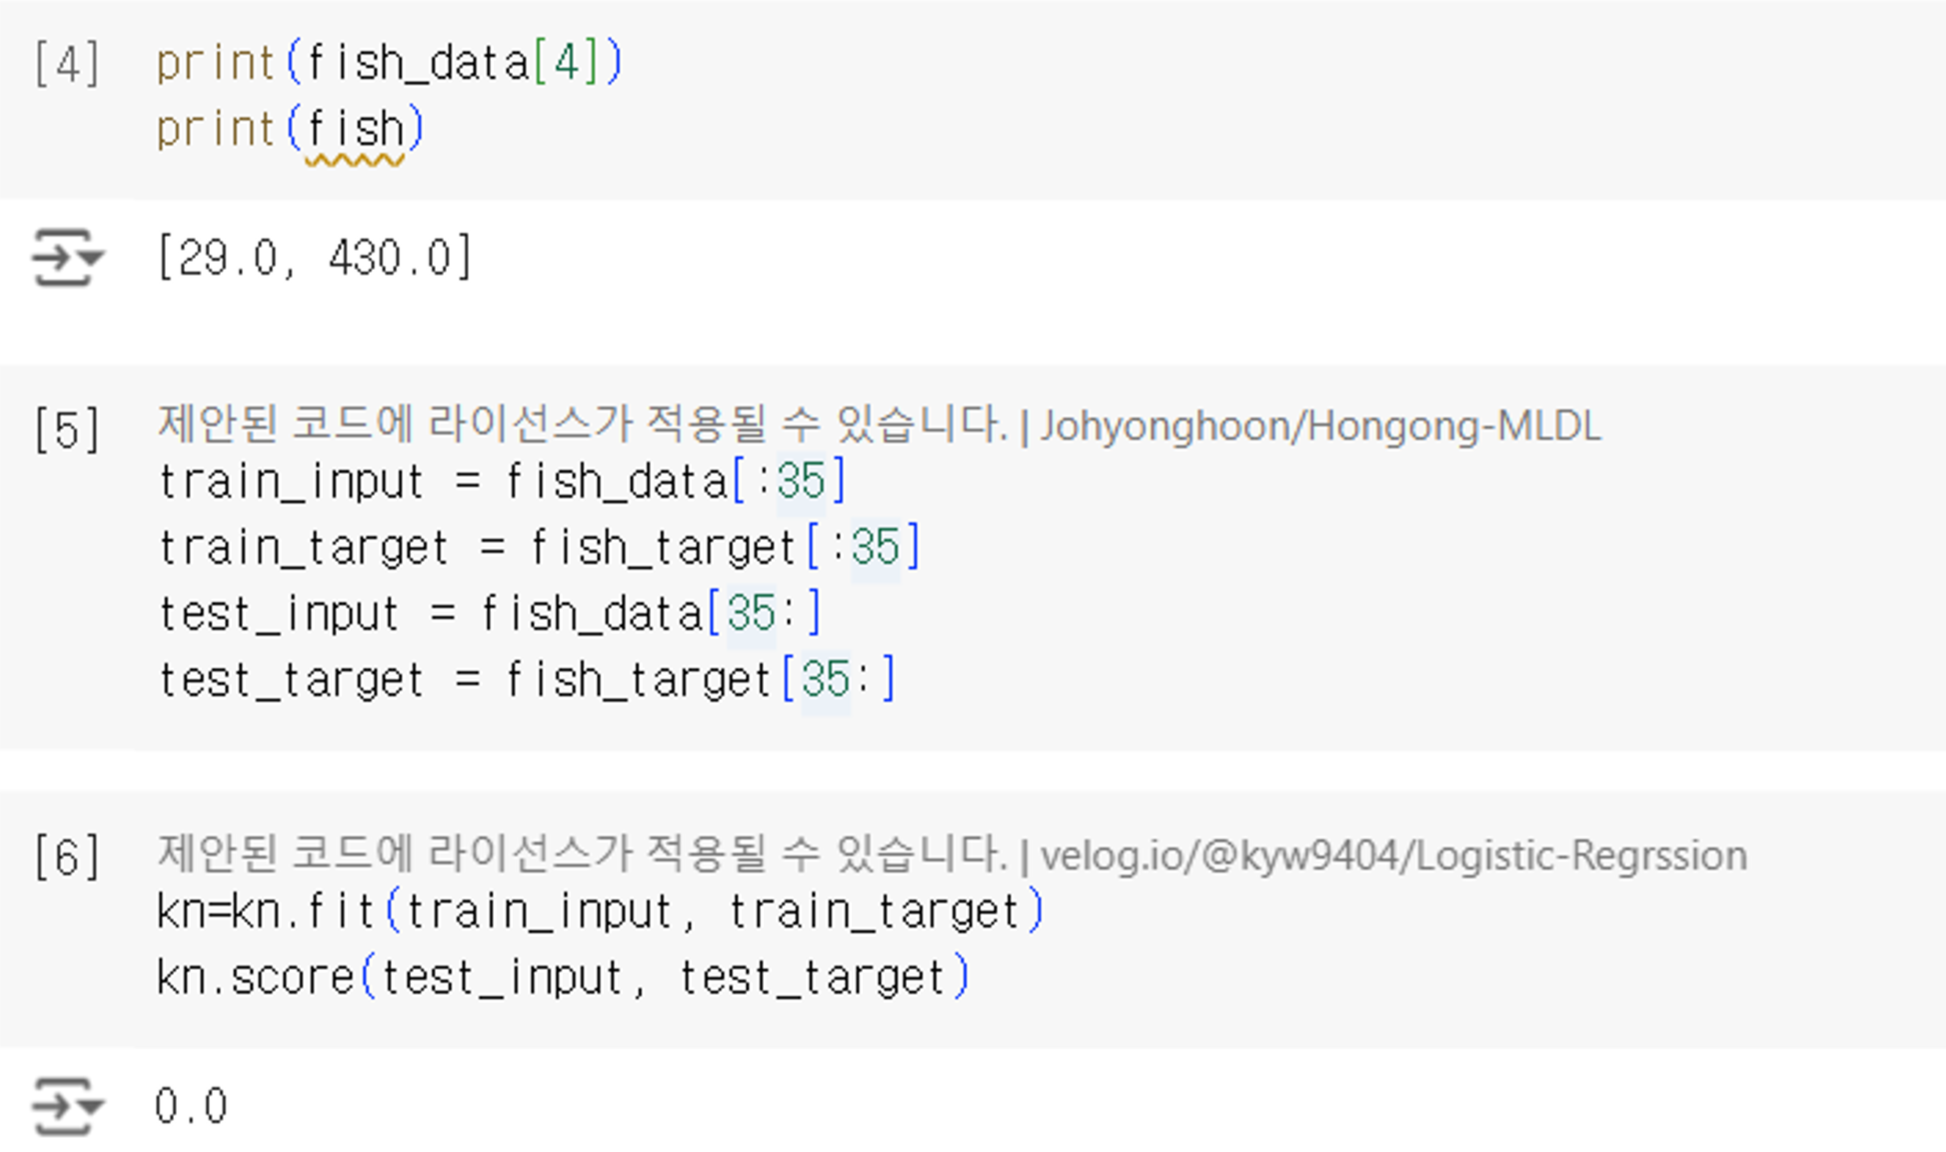 [4] print(fish_data[4])
print(fish)
[29.0, 430.0]
[5] 제안된 코드에 라이선스가 적용될 수 있습니다. | Johyonghoon/Hongong-MLDL
train_input = fish_data[:35]
train_target = fish_target[:35]
test_input = fish_data[35:]
test_target = fish_target[35:]
[6] 제안된 코드에 라이선스가 적용될 수 있습니다. | velog.io/@kyw9404/Logistic-Regrssion
kn=kn.fit(train_input, train_target)
kn.score(test_input, test_target)
0.0